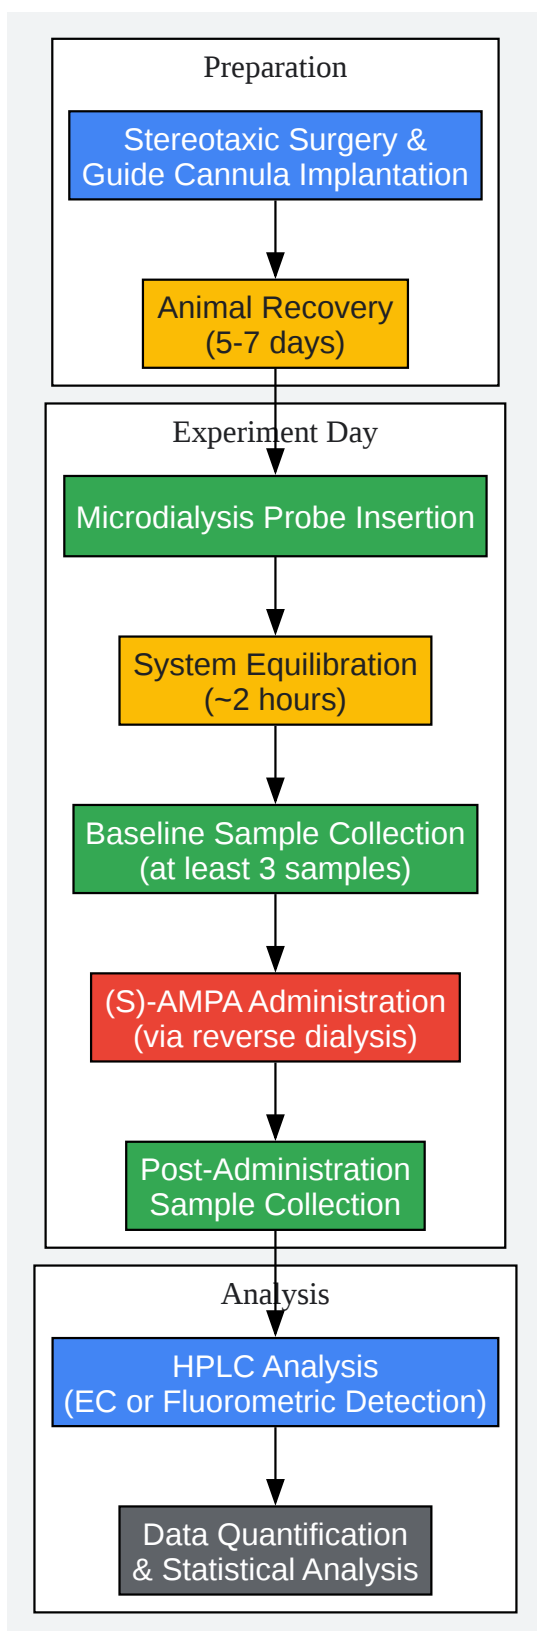 Preparation
Stereotaxic Surgery &
Guide Cannula Implantation
Animal Recovery
(5-7 days)
Experiment Day
Microdialysis Probe Insertion
System Equilibration
(~2 hours)
Baseline Sample Collection
(at least 3 samples)
(S)-AMPA Administration
(via reverse dialysis)
Post-Administration
Sample Collection
Analysis
HPLC Analysis
(EC or Fluorometric Detection)
Data Quantification
& Statistical Analysis